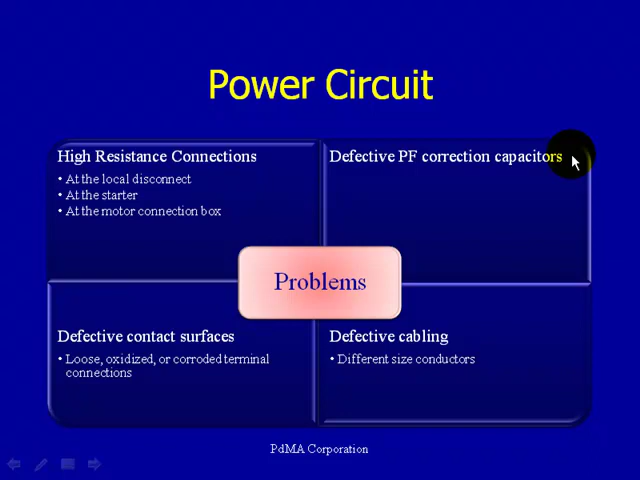 Power Circuit
High Resistance Connections
• At the local disconnect
• At the starter
• At the motor connection box
Defective PF correction capacitors
Problems
Defective contact surfaces
• Loose, oxidized, or corroded terminal
connections
Defective cabling
• Different size conductors
PdMA Corporation